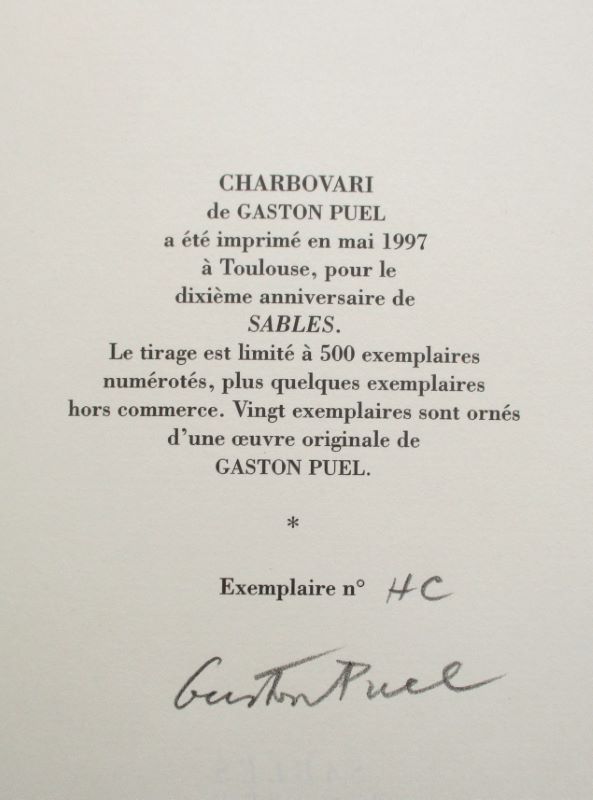 CHARBOVARI
de GASTON PUEL
a été imprimé en mai 1997
à Toulouse, pour le
dixième anniversaire de
SABLES.
Le tirage est limité à 500 exemplaires
numérotés, plus quelques exemplaires
hors commerce. Vingt exemplaires sont ornés
d'une œuvre originale de
GASTON PUEL.
*
Exemplaire n° HC
Gaston Puel